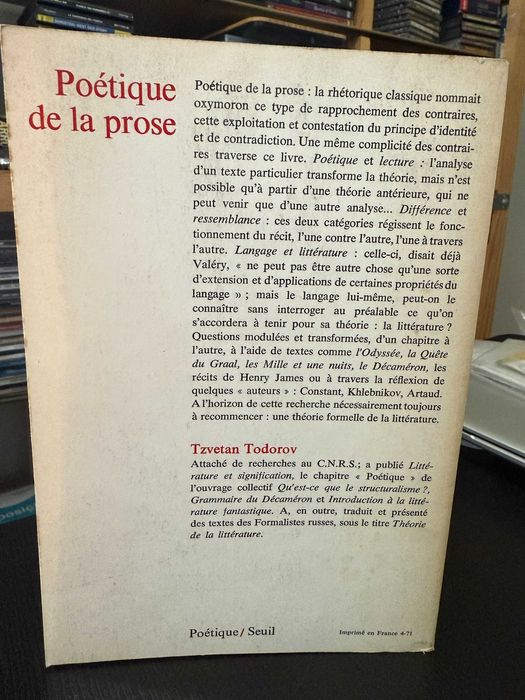 Poétique
de la prose
Poétique de la prose : la rhétorique classique nommait
oxymoron ce type de rapprochement des contraires,
cette exploitation et contestation du principe d'identité
et de contradiction. Une même complicité des contrai-
res traverse ce livre. Poétique et lecture : l'analyse
d'un texte particulier transforme la théorie, mais n'est
possible qu'à partir d'une théorie antérieure, qui ne
peut venir que d'une autre analyse... Différence et
ressemblance : ces deux catégories régissent le fonc-
tionnement du récit, l'une contre l'autre, l'une à travers
l'autre. Langage et littérature : celle-ci, disait déjà
Valéry, « ne peut pas être autre chose qu'une sorte
d'extension et d'applications de certaines propriétés du
langage » ; mais le langage lui-même, peut-on le
connaître sans interroger au préalable ce qu'on
s'accordera à tenir pour sa théorie : la littérature ?
Questions modulées et transformées, d'un chapitre à
l'autre, à l'aide de textes comme l'Odyssée, la Quête
du Graal, les Mille et une nuits, le Décaméron, les
récits de Henry James ou à travers la réflexion de
quelques « auteurs » : Constant, Khlebnikov, Artaud.
A l'horizon de cette recherche nécessairement toujours
à recommencer : une théorie formelle de la littérature.
Tzvetan Todorov
Attaché de recherches au C.N.R.S.; a publié Litté-
rature et signification, le chapitre « Poétique » de
l'ouvrage collectif Qu'est-ce que le structuralisme ?,
Grammaire du Décaméron et Introduction à la litté-
rature fantastique. A, en outre, traduit et présenté
des textes des Formalistes russes, sous le titre Théorie
de la littérature.
Poétique / Seuil
Imprimé en France 4-71